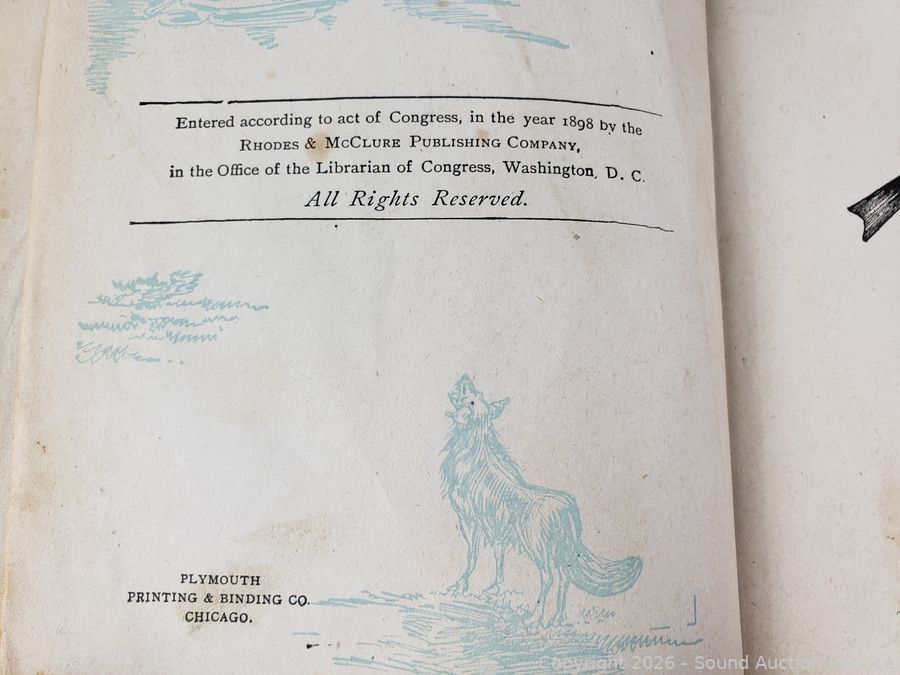 Entered according to act of Congress, in the year 1898 by the
RHODES & MCCLURE PUBLISHING COMPANY,
in the Office of the Librarian of Congress, Washington, D. C.
All Rights Reserved.
PLYMOUTH
PRINTING & BINDING CO.
CHICAGO.
Copyright 2026 - Sound Auction Service